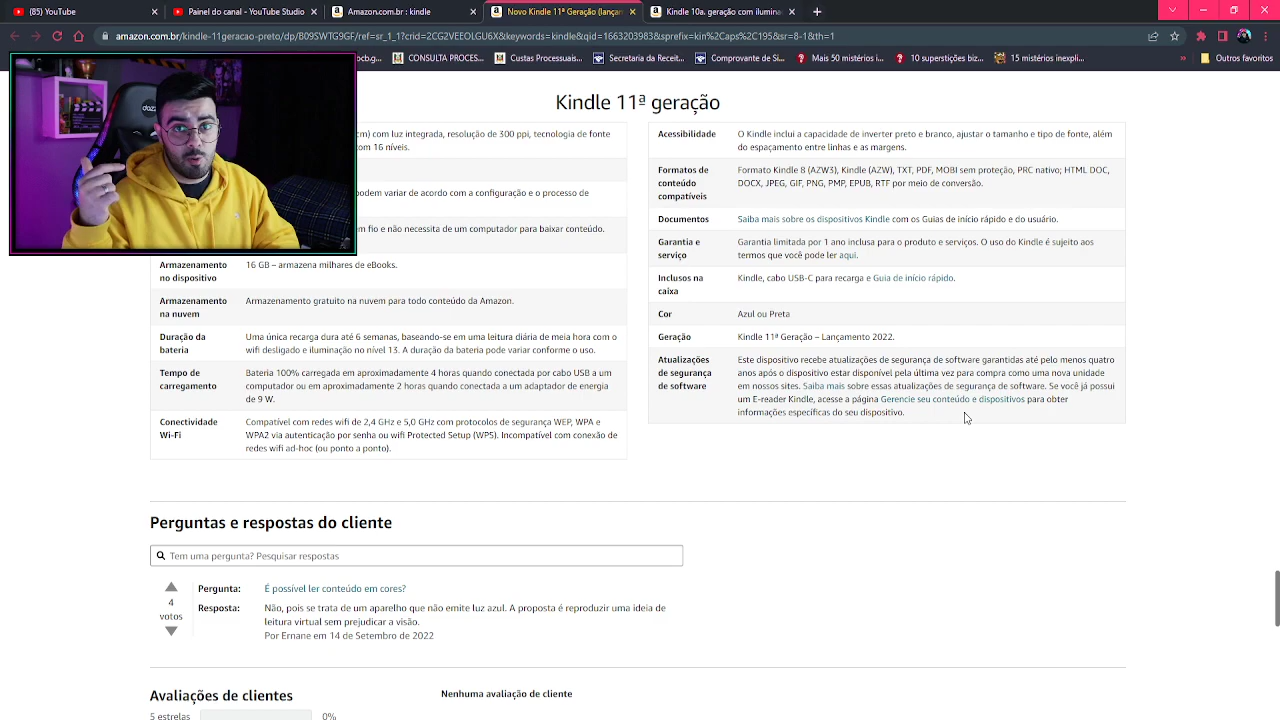 (85) YouTube
Painel do canal - YouTube Studio
Amazon.com.br : kindle
Novo Kindle 11ª Geração (lançam
Kindle 10a. geração com ilumine
amazon.com.br/kindle-11geracao-preto/dp/B09SWTG9GF/ref=sr_1_1?crid=2CG2VEEOLGU6X&keywords=kindle&qid=1663203983&sprefix=kin%2Caps%2C195&sr=8-1&th=1
ocb.g...
CONSULTA PROCES...
Custas Processuais...
Secretaria da Receit...
Comprovante de Si...
Mais 50 mistérios i...
10 superstições biz...
15 mistérios inexpli...
Outros favoritos
Kindle 11ª geração
cm) com luz integrada, resolução de 300 ppi, tecnologia de fonte
com 16 níveis.
podem variar de acordo com a configuração e o processo de
em fio e não necessita de um computador para baixar conteúdo.
Armazenamento no dispositivo
16 GB – armazena milhares de eBooks.
Armazenamento na nuvem
Armazenamento gratuito na nuvem para todo conteúdo da Amazon.
Duração da bateria
Uma única recarga dura até 6 semanas, baseando-se em uma leitura diária de meia hora com o
wifi desligado e iluminação no nível 13. A duração da bateria pode variar conforme o uso.
Tempo de carregamento
Bateria 100% carregada em aproximadamente 4 horas quando conectada por cabo USB a um
computador ou em aproximadamente 2 horas quando conectada a um adaptador de energia
de 9 W.
Conectividade Wi-Fi
Compatível com redes wifi de 2,4 GHz e 5,0 GHz com protocolos de segurança WEP, WPA e
WPA2 via autenticação por senha ou wifi Protected Setup (WPS). Incompatível com conexão de
redes wifi ad-hoc (ou ponto a ponto).
Acessibilidade
O Kindle inclui a capacidade de inverter preto e branco, ajustar o tamanho e tipo de fonte, além
do espaçamento entre linhas e as margens.
Formatos de conteúdo compatíveis
Formato Kindle 8 (AZW3), Kindle (AZW), TXT, PDF, MOBI sem proteção, PRC nativo; HTML DOC,
DOCX, JPEG, GIF, PNG, PMP, EPUB, RTF por meio de conversão.
Documentos
Saiba mais sobre os dispositivos Kindle com os Guias de início rápido e do usuário.
Garantia e serviço
Garantia limitada por 1 ano inclusa para o produto e serviços. O uso do Kindle é sujeito aos
termos que você pode ler aqui.
Inclusos na caixa
Kindle, cabo USB-C para recarga e Guia de início rápido.
Cor
Azul ou Preta
Geração
Kindle 11ª Geração – Lançamento 2022.
Atualizações de segurança de software
Este dispositivo recebe atualizações de segurança de software garantidas até pelo menos quatro
anos após o dispositivo estar disponível pela última vez para compra como uma nova unidade
em nossos sites. Saiba mais sobre essas atualizações de segurança de software. Se você já possui
um E-reader Kindle, acesse a página Gerencie seu conteúdo e dispositivos para obter
informações específicas do seu dispositivo.
Perguntas e respostas do cliente
Tem uma pergunta? Pesquisar respostas
4
votos
Pergunta:
É possível ler conteúdo em cores?
Resposta:
Não, pois se trata de um aparelho que não emite luz azul. A proposta é reproduzir uma ideia de
leitura virtual sem prejudicar a visão.
Por Ernane em 14 de Setembro de 2022
Avaliações de clientes
Nenhuma avaliação de cliente
5 estrelas
0%